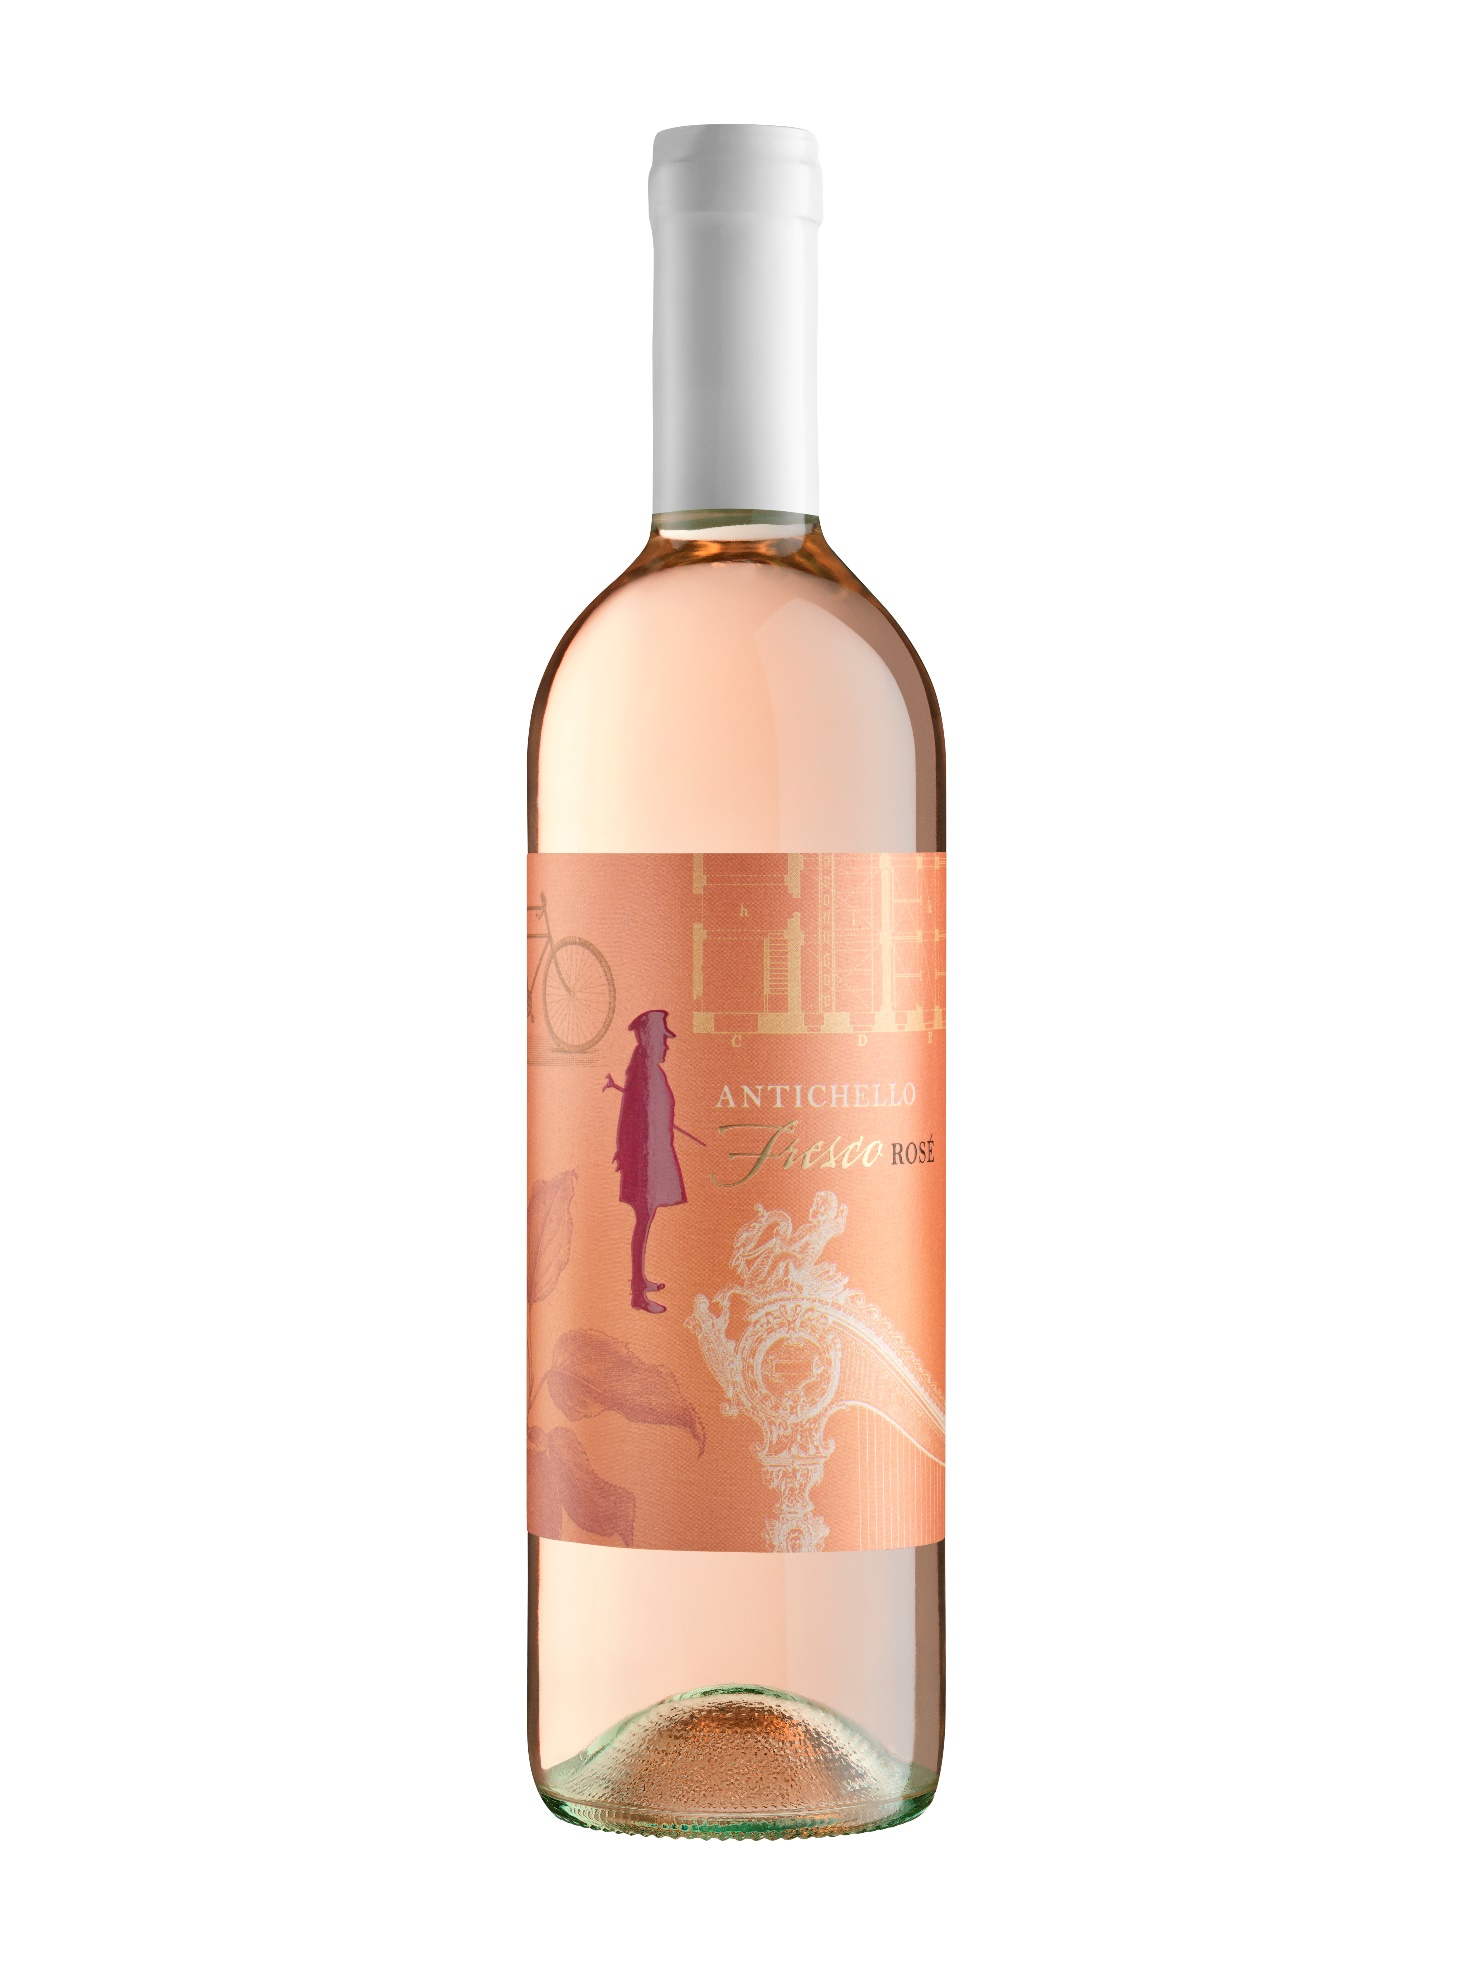 h i k
C D E
ANTICHELLO
Fresco ROSÉ